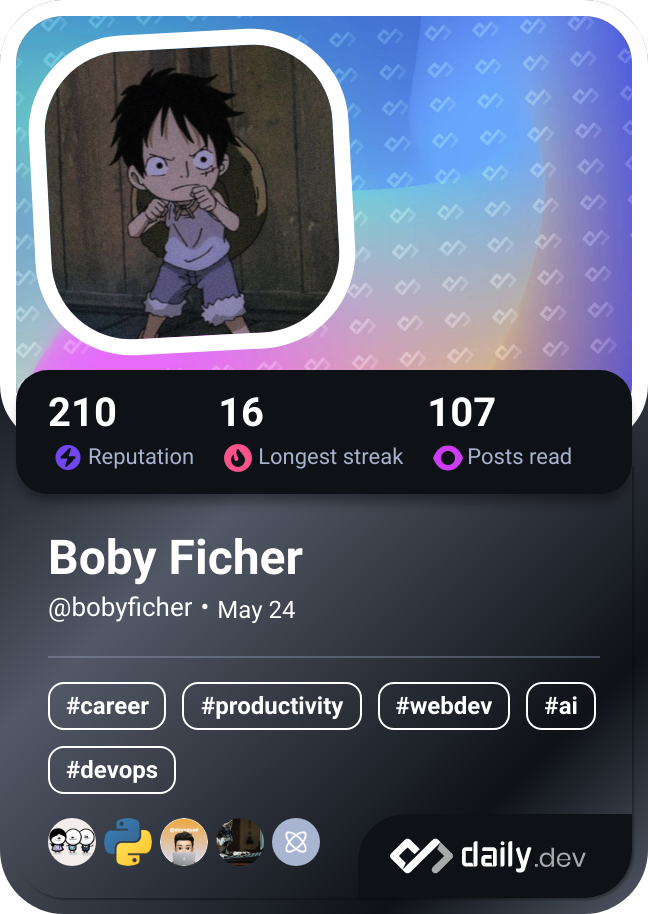 210 16 107
Reputation Longest streak Posts read
Boby Ficher
@bobyficher • May 24
#career #productivity #webdev #ai
#devops
daily.dev